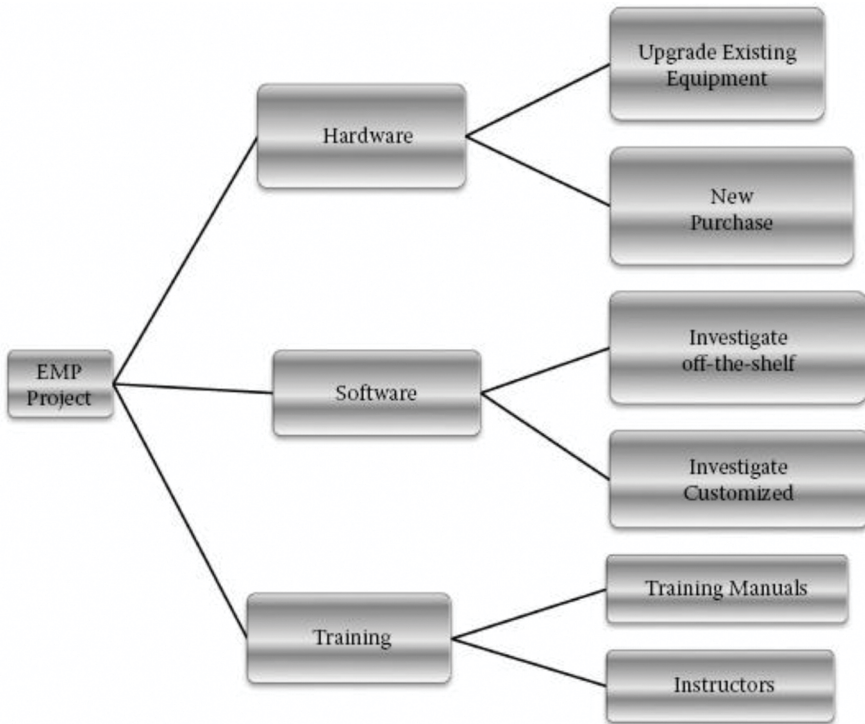 EMP
Project
Hardware
Upgrade Existing
Equipment
New
Purchase
Software
Investigate
off-the-shelf
Investigate
Customized
Training
Training Manuals
Instructors